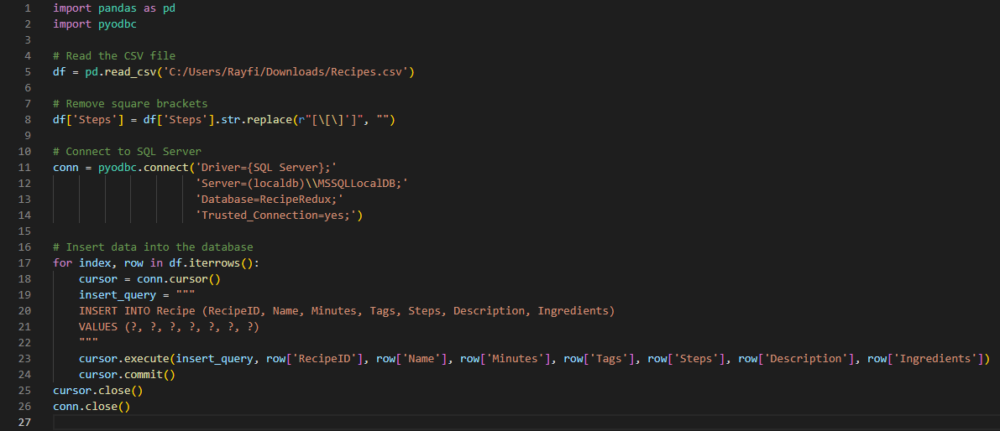 1 import pandas as pd
2 import pyodbc
3
4 # Read the CSV file
5 df = pd.read_csv('C:/Users/Rayfi/Downloads/Recipes.csv')
6
7 # Remove square brackets
8 df['Steps'] = df['Steps'].str.replace(r"[\[\]']", "")
9
10 # Connect to SQL Server
11 conn = pyodbc.connect('Driver={SQL Server};'
12                       'Server=(localdb)\\MSSQLLocalDB;'
13                       'Database=RecipeRedux;'
14                       'Trusted_Connection=yes;')
15
16 # Insert data into the database
17 for index, row in df.iterrows():
18     cursor = conn.cursor()
19     insert_query = """
20     INSERT INTO Recipe (RecipeID, Name, Minutes, Tags, Steps, Description, Ingredients)
21     VALUES (?, ?, ?, ?, ?, ?, ?)
22     """
23     cursor.execute(insert_query, row['RecipeID'], row['Name'], row['Minutes'], row['Tags'], row['Steps'], row['Description'], row['Ingredients'])
24     cursor.commit()
25 cursor.close()
26 conn.close()
27